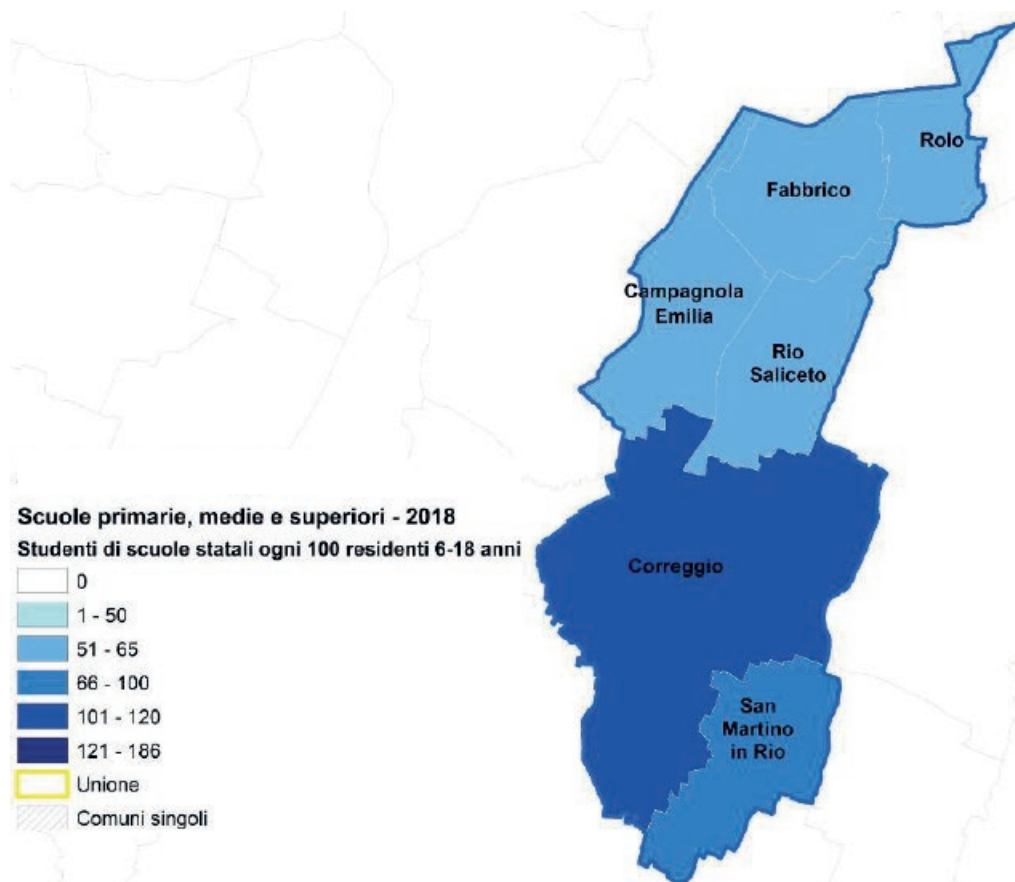 Rolo
Fabbrico
Campagnola
Emilia
Rio
Saliceto
Scuole primarie, medie e superiori - 2018
Studenti di scuole statali ogni 100 residenti 6-18 anni
0
1 - 50
51 - 65
66 - 100
101 - 120
121 - 186
Unione
Comuni singoli
Correggio
San
Martino
in Rio